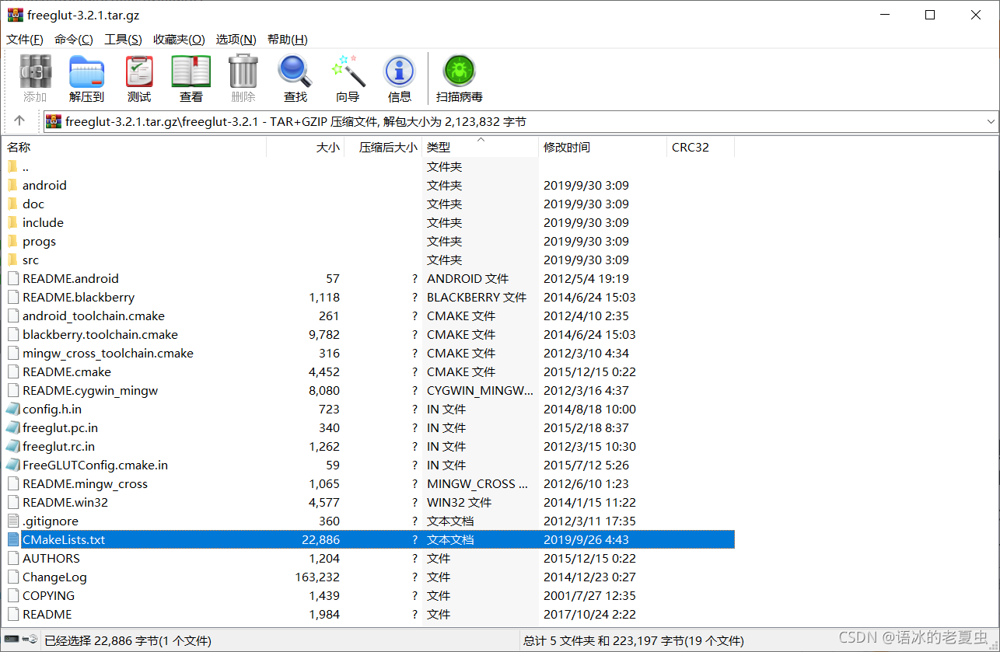 freeglut-3.2.1.tar.gz
文件(F) 命令(C) 工具(S) 收藏夹(O) 选项(N) 帮助(H)
添加 解压到 测试 查看 删除 查找 向导 信息 扫描病毒
freeglut-3.2.1.tar.gz\freeglut-3.2.1 - TAR+GZIP 压缩文件, 解包大小为 2,123,832 字节
名称 大小 压缩后大小 类型 修改时间 CRC32
.. 文件夹
android 文件夹 2019/9/30 3:09
doc 文件夹 2019/9/30 3:09
include 文件夹 2019/9/30 3:09
progs 文件夹 2019/9/30 3:09
src 文件夹 2019/9/30 3:09
README.android 57 ? ANDROID 文件 2012/5/4 19:19
README.blackberry 1,118 ? BLACKBERRY 文件 2014/6/24 15:03
android_toolchain.cmake 261 ? CMAKE 文件 2012/4/10 2:35
blackberry.toolchain.cmake 9,782 ? CMAKE 文件 2014/6/24 15:03
mingw_cross_toolchain.cmake 316 ? CMAKE 文件 2012/3/10 4:34
README.cmake 4,452 ? CMAKE 文件 2015/12/15 0:22
README.cygwin_mingw 8,080 ? CYGWIN_MINGW... 2012/3/16 4:37
config.h.in 723 ? IN 文件 2014/8/18 10:00
freeglut.pc.in 340 ? IN 文件 2015/2/18 8:37
freeglut.rc.in 1,262 ? IN 文件 2012/3/15 10:30
FreeGLUTConfig.cmake.in 59 ? IN 文件 2015/7/12 5:26
README.mingw_cross 1,065 ? MINGW_CROSS ... 2012/6/10 1:23
README.win32 4,577 ? WIN32 文件 2014/1/15 11:22
.gitignore 360 ? 文本文档 2012/3/11 17:35
CMakeLists.txt 22,886 ? 文本文档 2019/9/26 4:43
AUTHORS 1,204 ? 文件 2015/12/15 0:22
ChangeLog 163,232 ? 文件 2014/12/23 0:27
COPYING 1,439 ? 文件 2001/7/27 12:35
README 1,984 ? 文件 2017/10/24 2:22
已经选择 22,886 字节(1 个文件) 总计 5 文件夹 和 223,197 字节(19 个文件)
CSDN @语冰的老夏虫